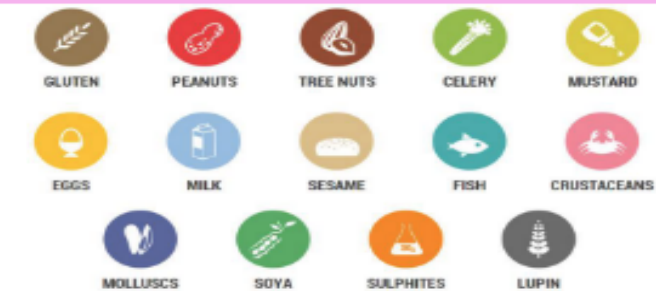 GLUTEN PEANUTS TREE NUTS CELERY MUSTARD
EGGS MILK SESAME FISH CRUSTACEANS
MOLLUSCS SOYA SULPHITES LUPIN